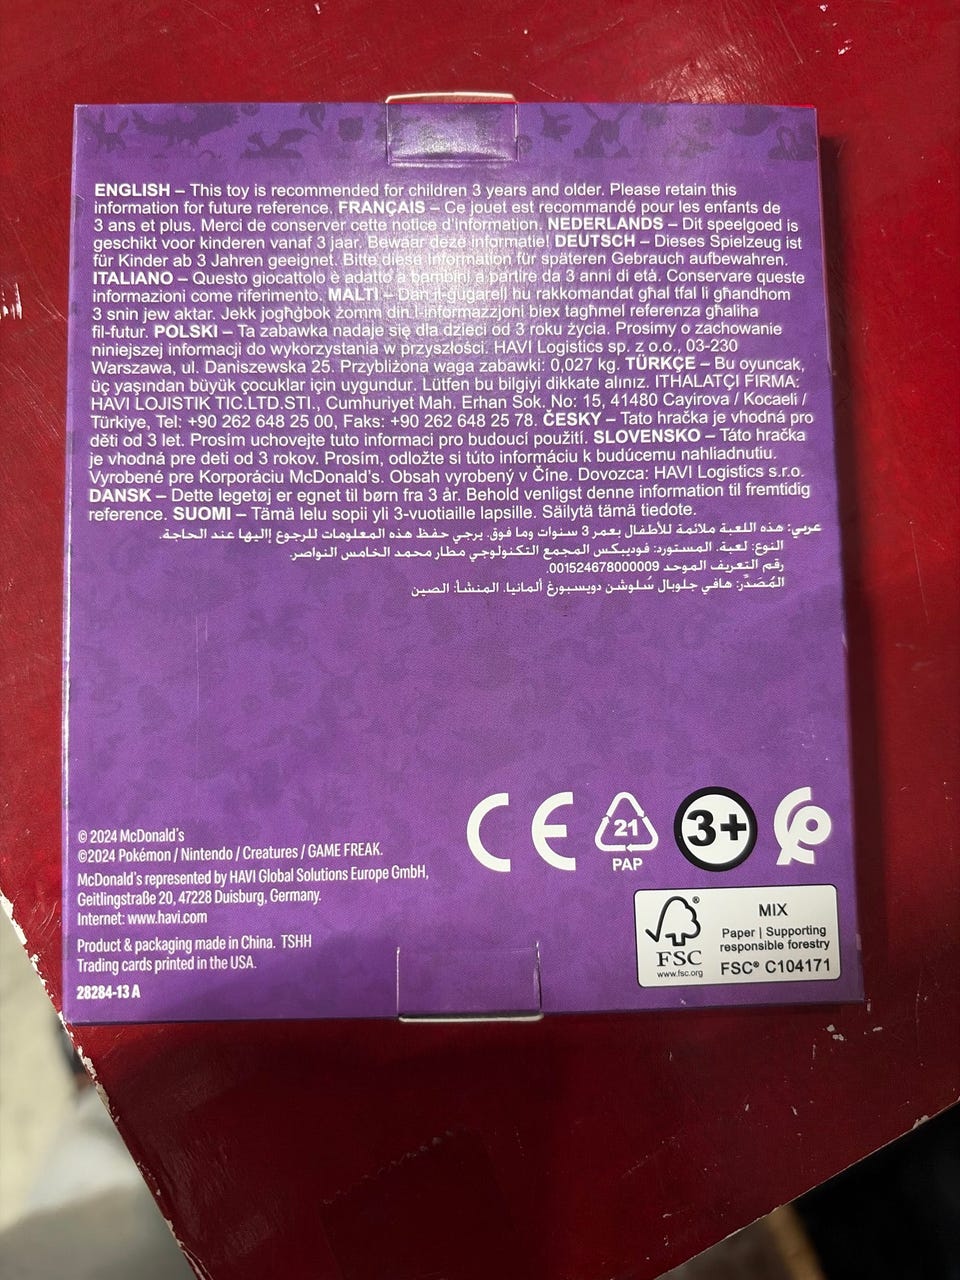 ENGLISH – This toy is recommended for children 3 years and older. Please retain this
information for future reference. FRANÇAIS – Ce jouet est recommandé pour les enfants de
3 ans et plus. Merci de conserver cette notice d'information. NEDERLANDS – Dit speelgoed is
geschikt voor kinderen vanaf 3 jaar. Bewaar deze informatie! DEUTSCH – Dieses Spielzeug ist
für Kinder ab 3 Jahren geeignet. Bitte diese Information für späteren Gebrauch aufbewahren.
ITALIANO – Questo giocattolo è adatto a bambini a partire da 3 anni di età. Conservare queste
informazioni come riferimento. MALTI – Dan il-ġugarell hu rakkomandat għal tfal li għandhom
3 snin jew aktar. Jekk jogħġbok żomm din l-informazzjoni biex tagħmel referenza għaliha
fil-futur. POLSKI – Ta zabawka nadaje się dla dzieci od 3 roku życia. Prosimy o zachowanie
niniejszej informacji do wykorzystania w przyszłości. HAVI Logistics sp. z o.o., 03-230
Warszawa, ul. Daniszewska 25. Przybliżona waga zabawki: 0,027 kg. TÜRKÇE – Bu oyuncak,
üç yaşından büyük çocuklar için uygundur. Lütfen bu bilgiyi dikkate alınız. ITHALATÇI FIRMA:
HAVI LOJISTIK TIC.LTD.STI., Cumhuriyet Mah. Erhan Sok. No: 15, 41480 Cayirova / Kocaeli /
Türkiye, Tel: +90 262 648 25 00, Faks: +90 262 648 25 78. ČESKY – Tato hračka je vhodná pro
děti od 3 let. Prosím uchovejte tuto informaci pro budoucí použití. SLOVENSKO – Táto hračka
je vhodná pre deti od 3 rokov. Prosím, odložte si túto informáciu k budúcemu nahliadnutiu.
Vyrobené pre Korporáciu McDonald's. Obsah vyrobený v Číne. Dovozca: HAVI Logistics s.r.o.
DANSK – Dette legetøj er egnet til børn fra 3 år. Behold venligst denne information til fremtidig
reference. SUOMI – Tämä lelu sopii yli 3-vuotiaille lapsille. Säilytä tämä tiedote.
عربي: هذه اللعبة ملائمة للأطفال بعمر 3 سنوات وما فوق. يرجي حفظ هذه المعلومات للرجوع إاليها عند الحاجة.
النوع: لعبة. المستورد: فوديبكس المجمع التكنولوجي مطار محمد الخامس النواصر.
رقم التعريف الموحد 001524678000009.
المُصَدِّر: هافي جلوبال سُلوشن دويسبورغ ألمانيا. المنشأ: الصين
© 2024 McDonald's
©2024 Pokémon / Nintendo / Creatures / GAME FREAK.
McDonald's represented by HAVI Global Solutions Europe GmbH,
Geitlingstraße 20, 47228 Duisburg, Germany.
Internet: www.havi.com
Product & packaging made in China. TSHH
Trading cards printed in the USA.
28284-13 A
CE
21
PAP
3+
FSC®
www.fsc.org
MIX
Paper | Supporting
responsible forestry
FSC® C104171